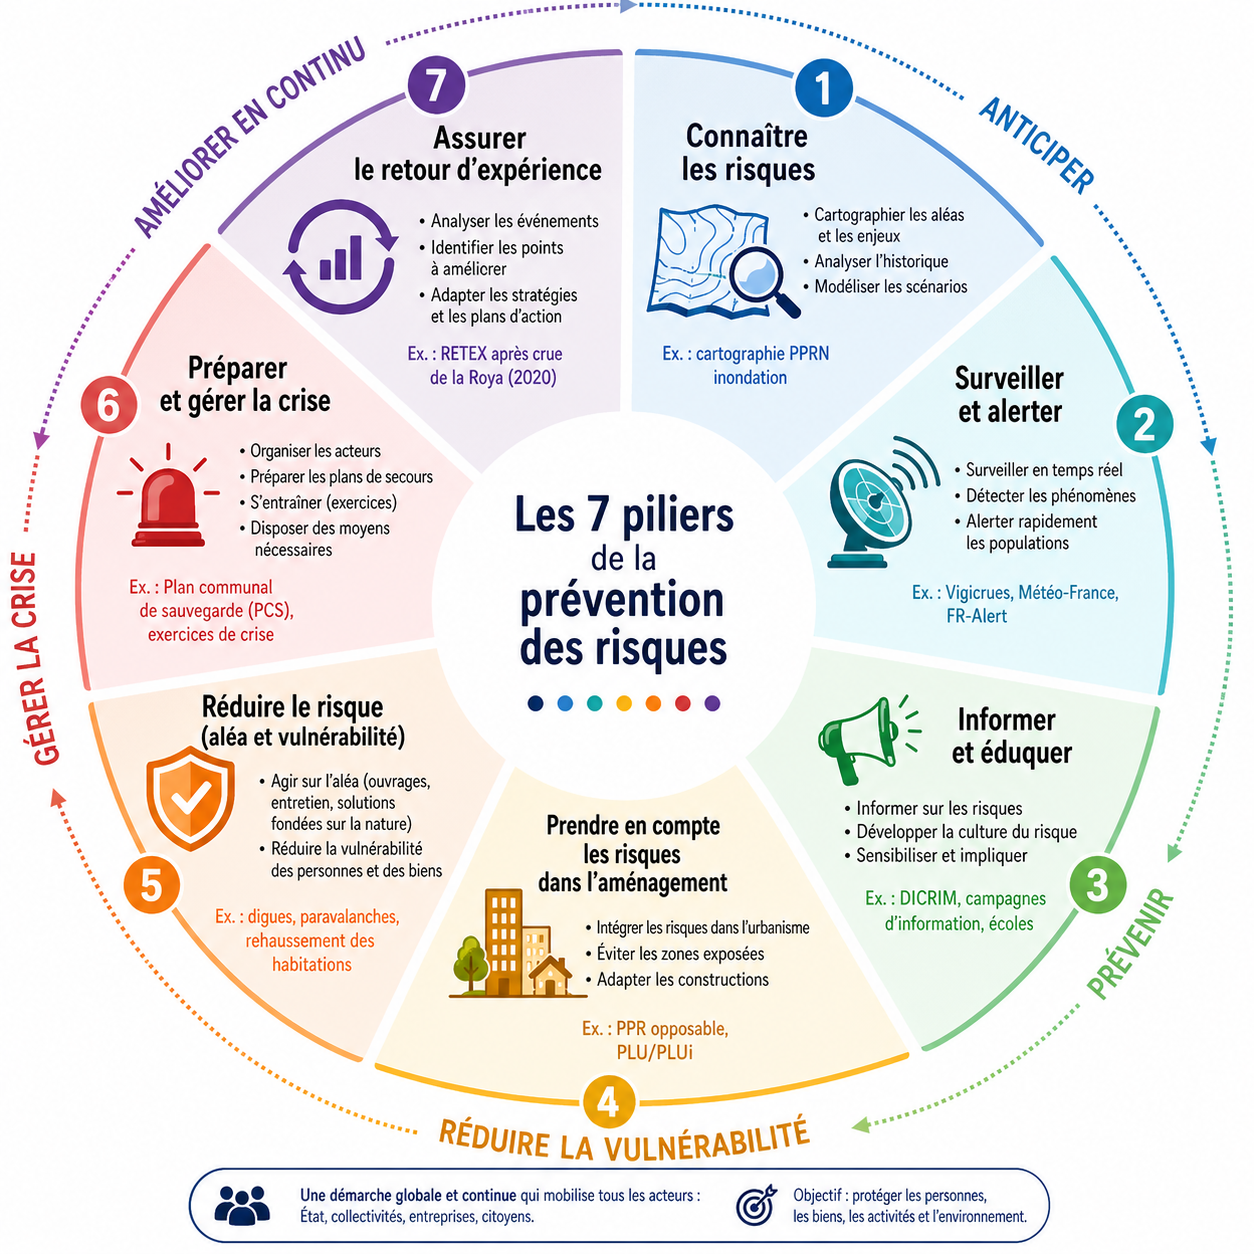 Les 7 piliers
de la
prévention
des risques
ANTICIPER
1
Connaître
les risques
• Cartographier les aléas
et les enjeux
• Analyser l'historique
• Modéliser les scénarios
Ex. : cartographie PPRN
inondation
2
Surveiller
et alerter
• Surveiller en temps réel
• Détecter les phénomènes
• Alerter rapidement
les populations
Ex. : Vigicrues, Météo-France,
FR-Alert
PRÉVENIR
3
Informer
et éduquer
• Informer sur les risques
• Développer la culture du risque
• Sensibiliser et impliquer
Ex. : DICRIM, campagnes
d'information, écoles
RÉDUIRE LA VULNÉRABILITÉ
4
Prendre en compte
les risques
dans l'aménagement
• Intégrer les risques dans l'urbanisme
• Éviter les zones exposées
• Adapter les constructions
Ex. : PPR opposable,
PLU/PLUi
5
Réduire le risque
(aléa et vulnérabilité)
• Agir sur l'aléa (ouvrages,
entretien, solutions
fondées sur la nature)
• Réduire la vulnérabilité
des personnes et des biens
Ex. : digues, paravalanches,
rehaussement des
habitations
GÉRER LA CRISE
6
Préparer
et gérer la crise
• Organiser les acteurs
• Préparer les plans de secours
• S'entraîner (exercices)
• Disposer des moyens
nécessaires
Ex. : Plan communal
de sauvegarde (PCS),
exercices de crise
AMÉLIORER EN CONTINU
7
Assurer
le retour d'expérience
• Analyser les événements
• Identifier les points
à améliorer
• Adapter les stratégies
et les plans d'action
Ex. : RETEX après crue
de la Roya (2020)
Une démarche globale et continue qui mobilise tous les acteurs :
État, collectivités, entreprises, citoyens.
Objectif : protéger les personnes,
les biens, les activités et l'environnement.